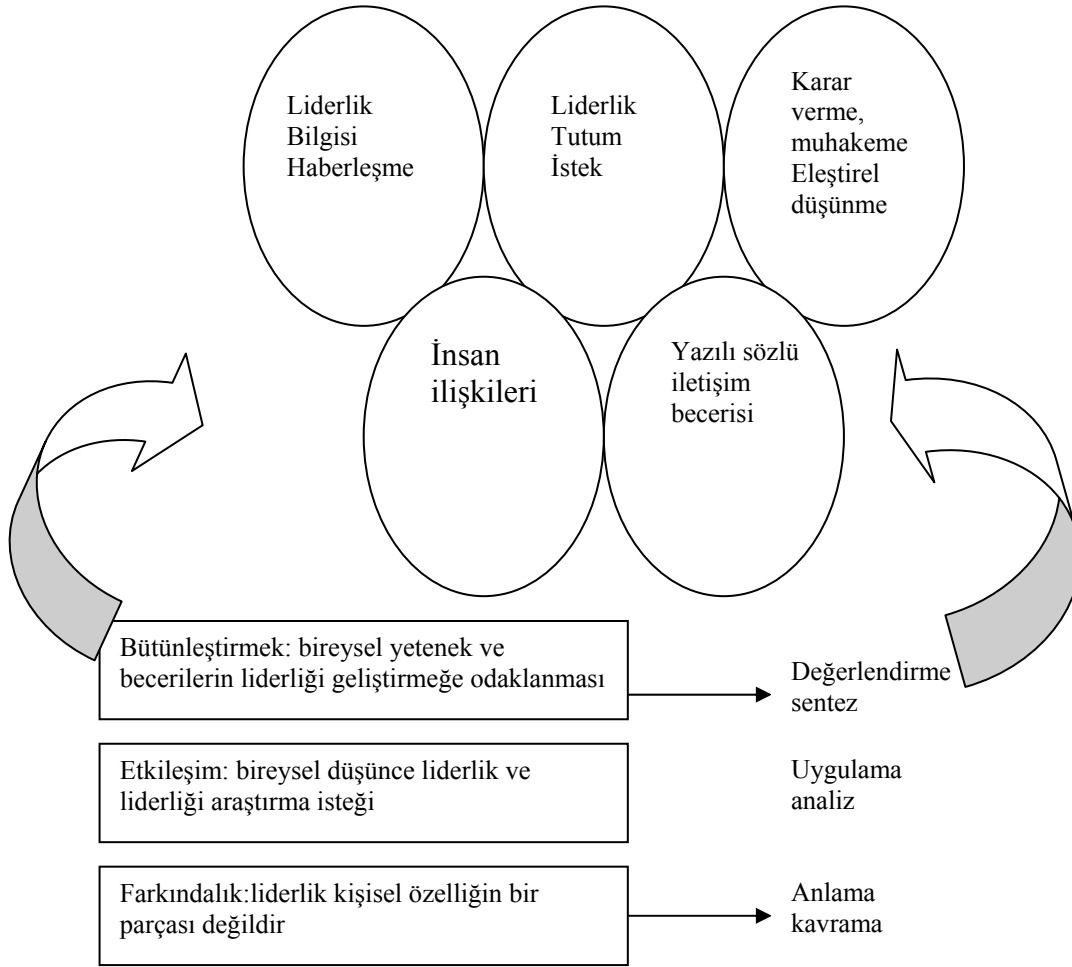 Liderlik
Bilgisi
Haberleşme
Liderlik
Tutum
İstek
Karar
verme,
muhakeme
Eleştirel
düşünme
İnsan
ilişkileri
Yazılı sözlü
iletişim
becerisi
Bütünleştirmek: bireysel yetenek ve
becerilerin liderliği geliştirmeğe odaklanması
Değerlendirme
sentez
Etkileşim: bireysel düşünce liderlik ve
liderliği araştırma isteği
Uygulama
analiz
Farkındalık:liderlik kişisel özelliğin bir
parçası değildir
Anlama
kavrama